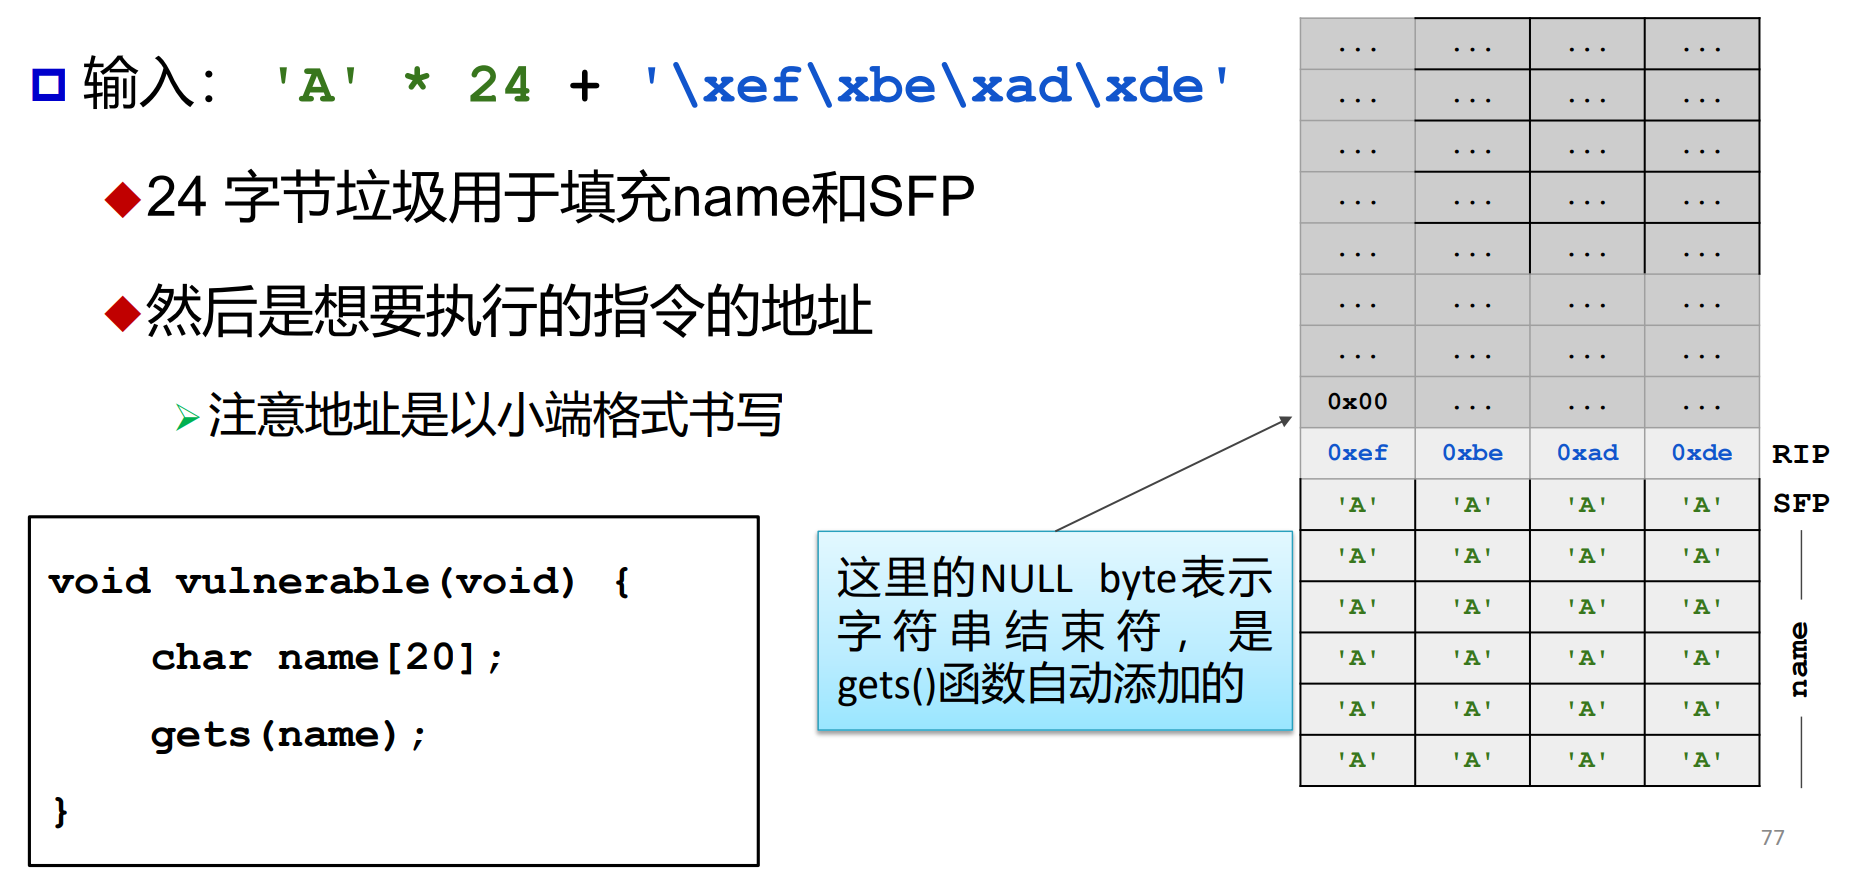 输入： 'A' * 24 + '\xef\xbe\xad\xde'
24 字节垃圾用于填充name和SFP
然后是想要执行的指令的地址
注意地址是以小端格式书写
void vulnerable(void) {
char name[20];
gets(name);
}
这里的NULL byte表示
字符串结束符，是
gets()函数自动添加的
... ... ... ...
... ... ... ...
... ... ... ...
... ... ... ...
... ... ... ...
... ... ... ...
... ... ... ...
0x00 ... ... ...
0xef 0xbe 0xad 0xde RIP
'A' 'A' 'A' 'A' SFP
'A' 'A' 'A' 'A'
'A' 'A' 'A' 'A'
'A' 'A' 'A' 'A'
'A' 'A' 'A' 'A'
'A' 'A' 'A' 'A'
name
77